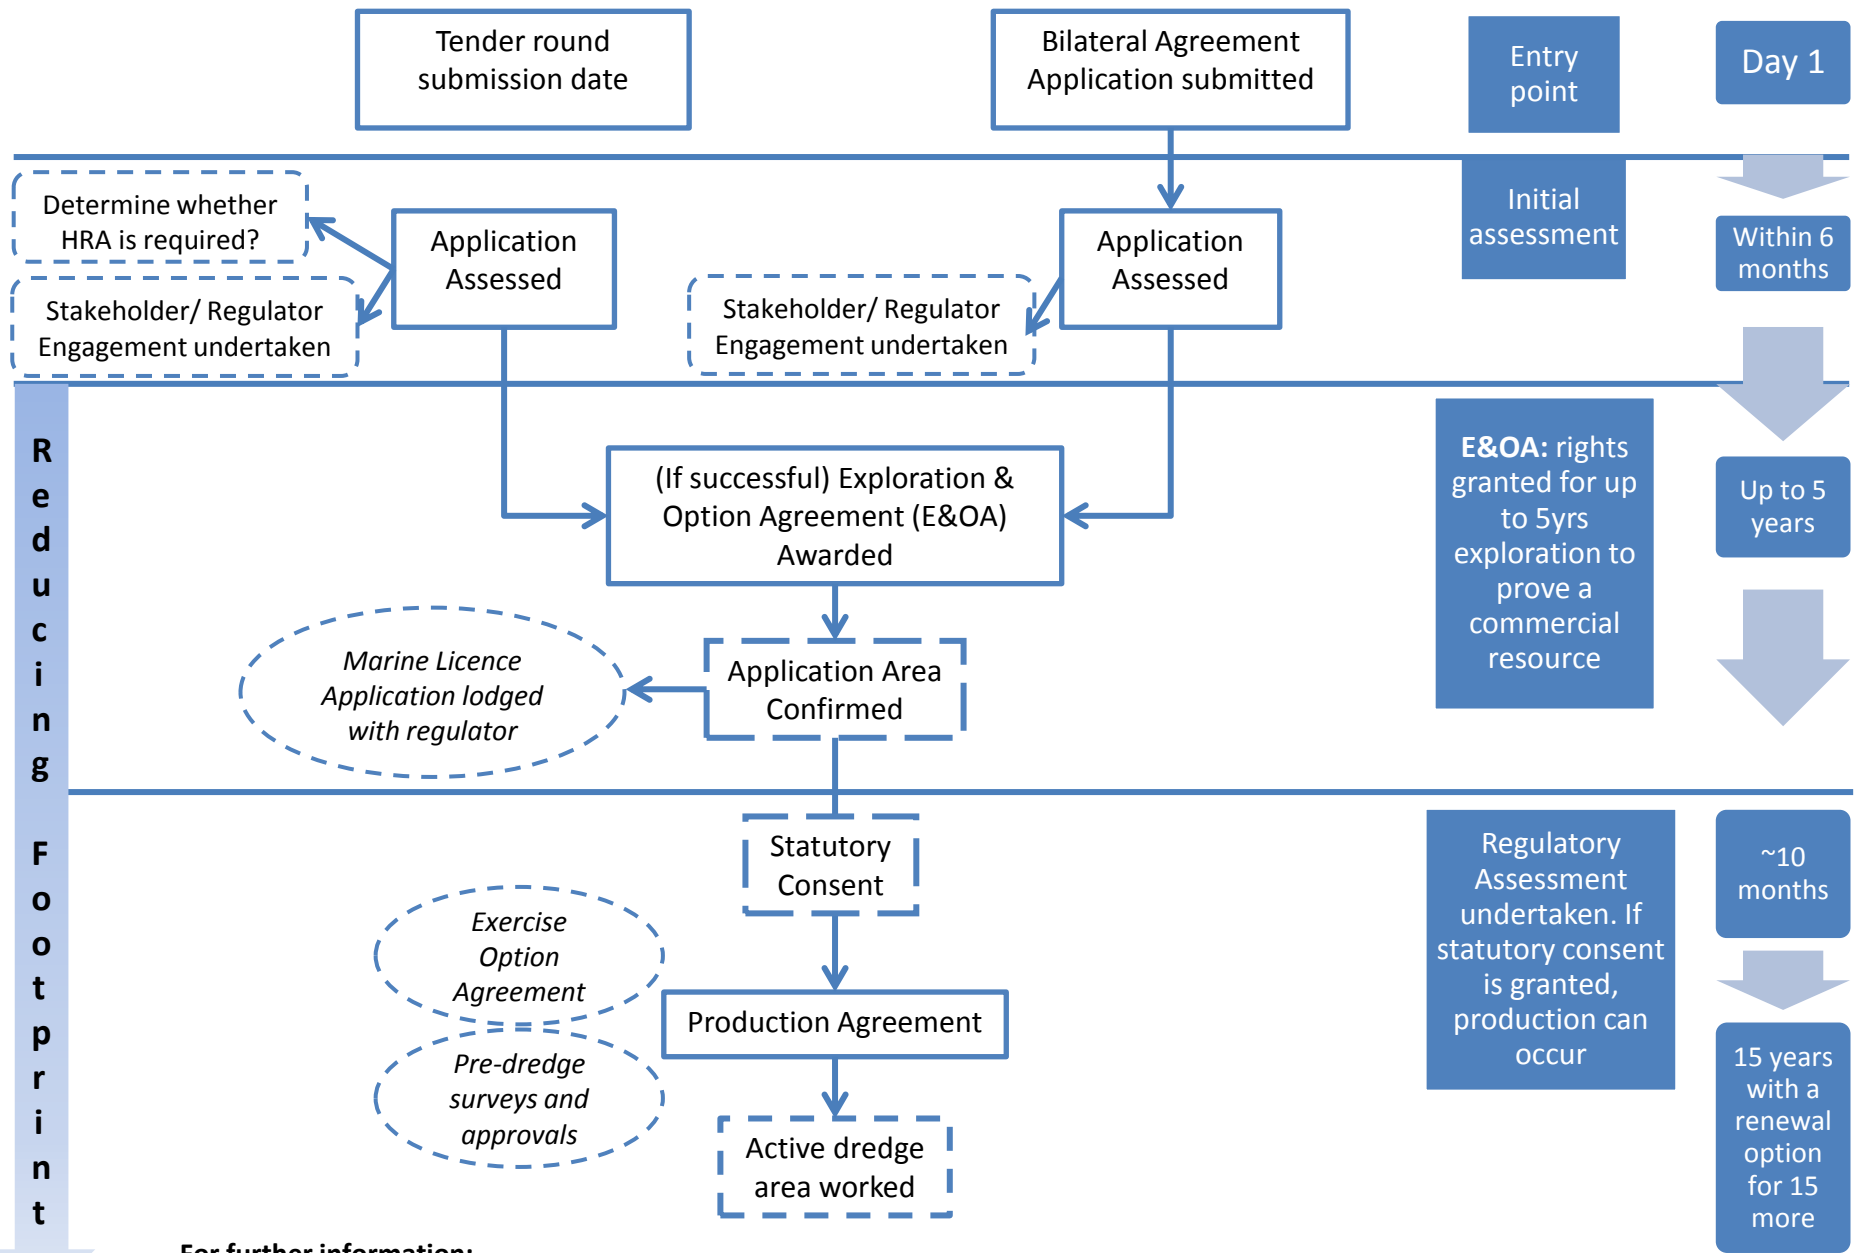 Tender round
submission date
Bilateral Agreement
Application submitted
Entry
point
Day 1
Determine whether
HRA is required?
Application
Assessed
Stakeholder/ Regulator
Engagement undertaken
Application
Assessed
Stakeholder/ Regulator
Engagement undertaken
Initial
assessment
Within 6
months
Reducing Footprint
(If successful) Exploration &
Option Agreement (E&OA)
Awarded
E&OA: rights
granted for up
to 5yrs
exploration to
prove a
commercial
resource
Up to 5
years
Marine Licence
Application lodged
with regulator
Application Area
Confirmed
Statutory
Consent
Exercise
Option
Agreement
Production Agreement
Pre-dredge
surveys and
approvals
Active dredge
area worked
Regulatory
Assessment
undertaken. If
statutory consent
is granted,
production can
occur
~10
months
15 years
with a
renewal
option
for 15
more
For further information: